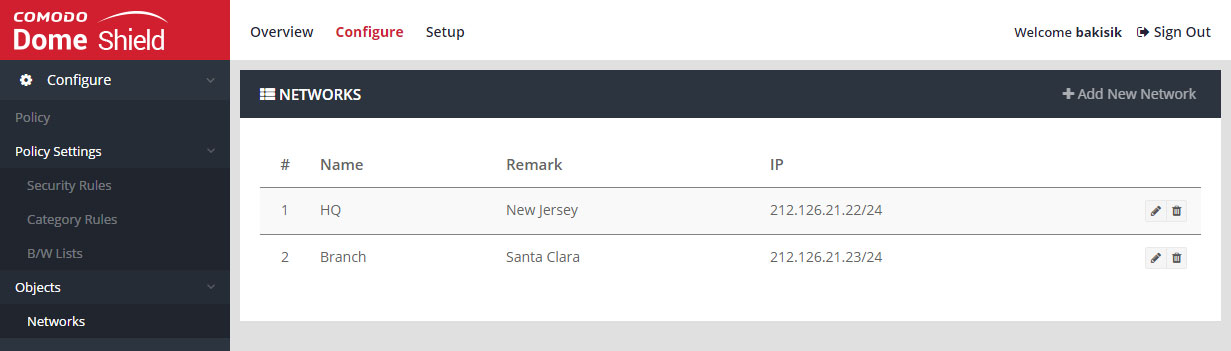 COMODO
Dome Shield
Overview Configure Setup
Welcome bakisik Sign Out
Configure
Policy
Policy Settings
Security Rules
Category Rules
B/W Lists
Objects
Networks
NETWORKS
Add New Network
# Name Remark IP
1 HQ New Jersey 212.126.21.22/24
2 Branch Santa Clara 212.126.21.23/24